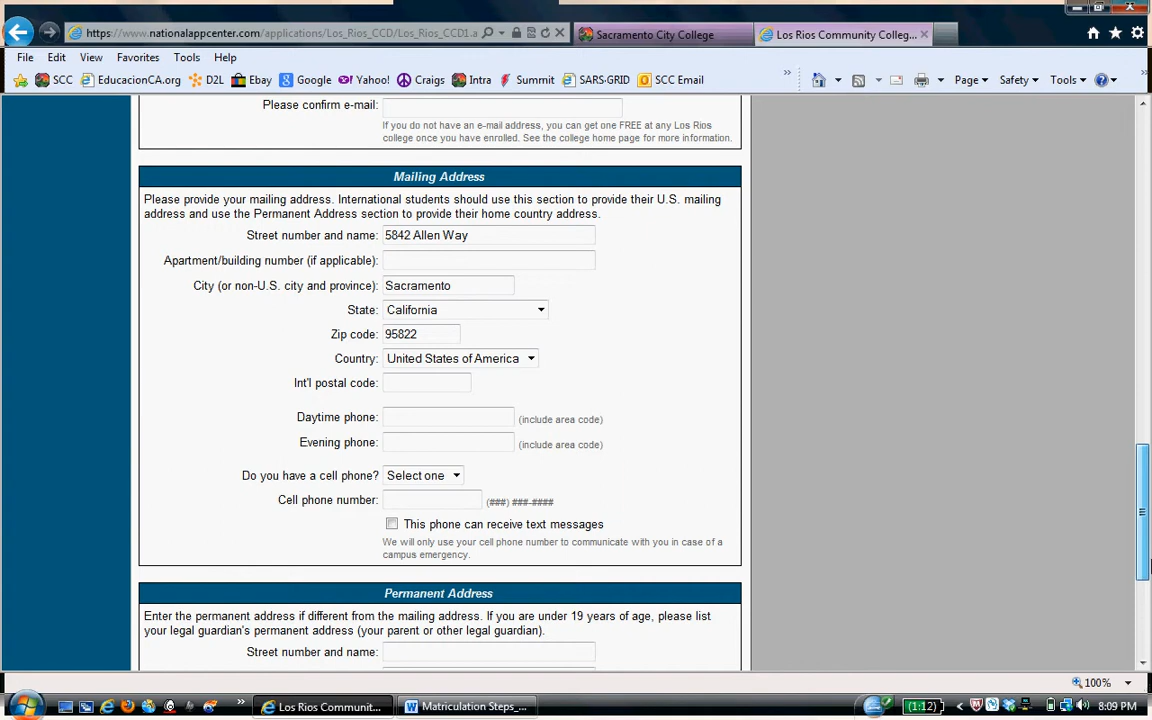 https://www.nationalappcenter.com/applications/Los_Rios_CCD/Los_Rios_CCD1.a
Sacramento City College
Los Rios Community Colleg...
File Edit View Favorites Tools Help
SCC EducacionCA.org D2L Ebay Google Yahoo! Craigs Intra Summit SARS·GRID SCC Email
Page Safety Tools
Please confirm e-mail:
If you do not have an e-mail address, you can get one FREE at any Los Rios
college once you have enrolled. See the college home page for more information.
Mailing Address
Please provide your mailing address. International students should use this section to provide their U.S. mailing
address and use the Permanent Address section to provide their home country address.
Street number and name: 5842 Allen Way
Apartment/building number (if applicable):
City (or non-U.S. city and province): Sacramento
State: California
Zip code: 95822
Country: United States of America
Int'l postal code:
Daytime phone: (include area code)
Evening phone: (include area code)
Do you have a cell phone? Select one
Cell phone number: (###) ###-####
This phone can receive text messages
We will only use your cell phone number to communicate with you in case of a
campus emergency.
Permanent Address
Enter the permanent address if different from the mailing address. If you are under 19 years of age, please list
your legal guardian's permanent address (your parent or other legal guardian).
Street number and name:
100%
Los Rios Communit...
Matriculation Steps_...
(1:12)
8:09 PM